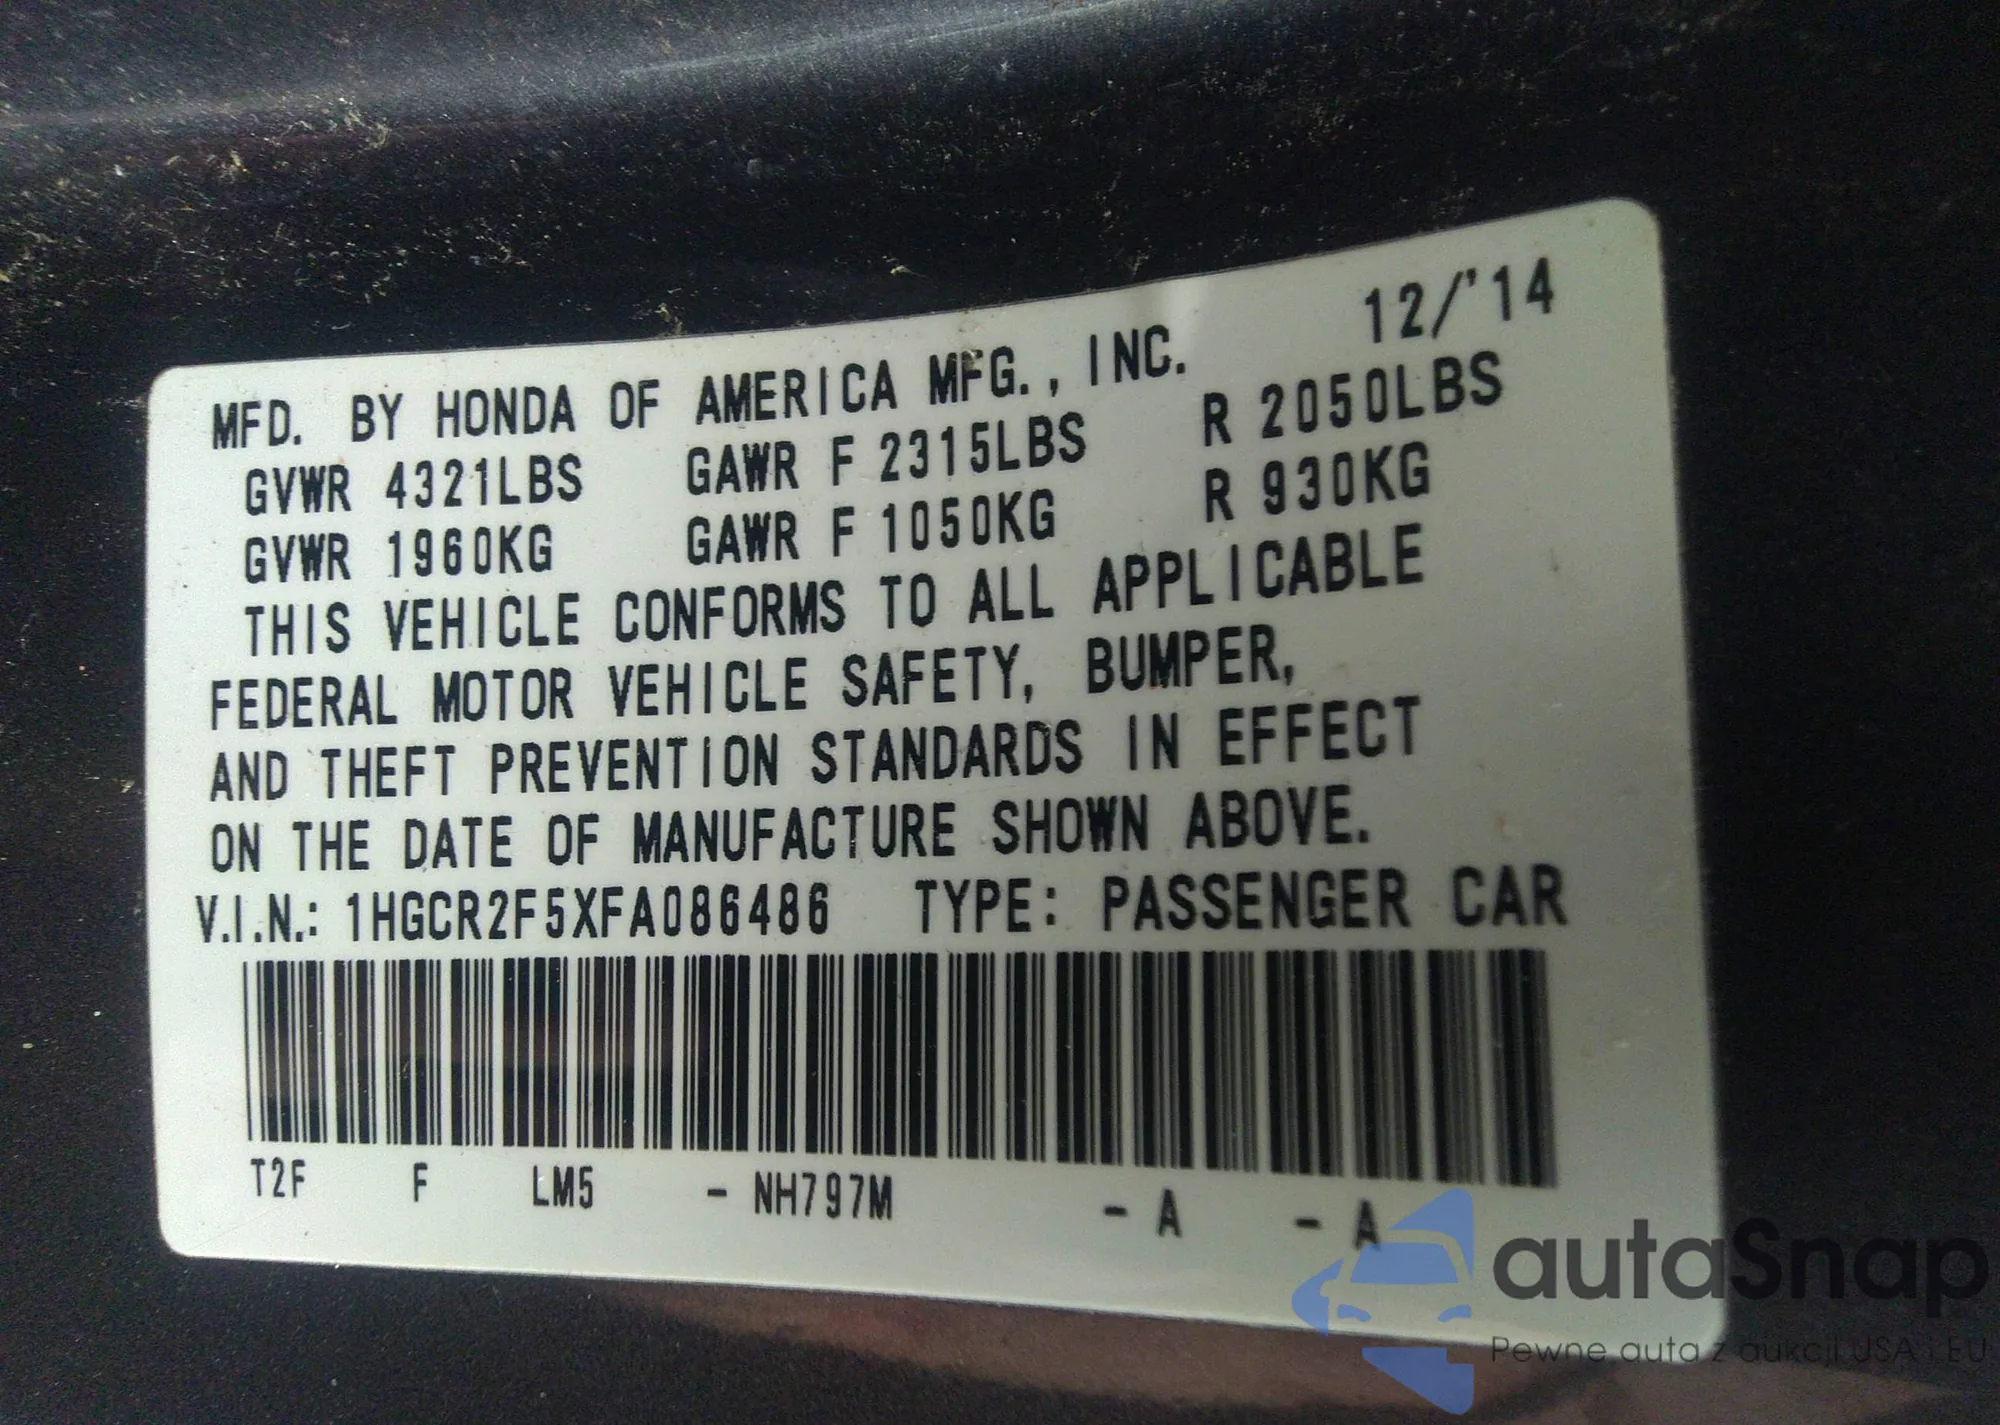 12/'14
MFD. BY HONDA OF AMERICA MFG., INC.
GVWR 4321LBS GAWR F 2315LBS R 2050LBS
GVWR 1960KG GAWR F 1050KG R 930KG
THIS VEHICLE CONFORMS TO ALL APPLICABLE
FEDERAL MOTOR VEHICLE SAFETY, BUMPER,
AND THEFT PREVENTION STANDARDS IN EFFECT
ON THE DATE OF MANUFACTURE SHOWN ABOVE.
V.I.N.: 1HGCR2F5XFA086486 TYPE: PASSENGER CAR
T2F F LM5 - NH797M - A - A
autaSnap
Pewne auta z aukcji USA i EU